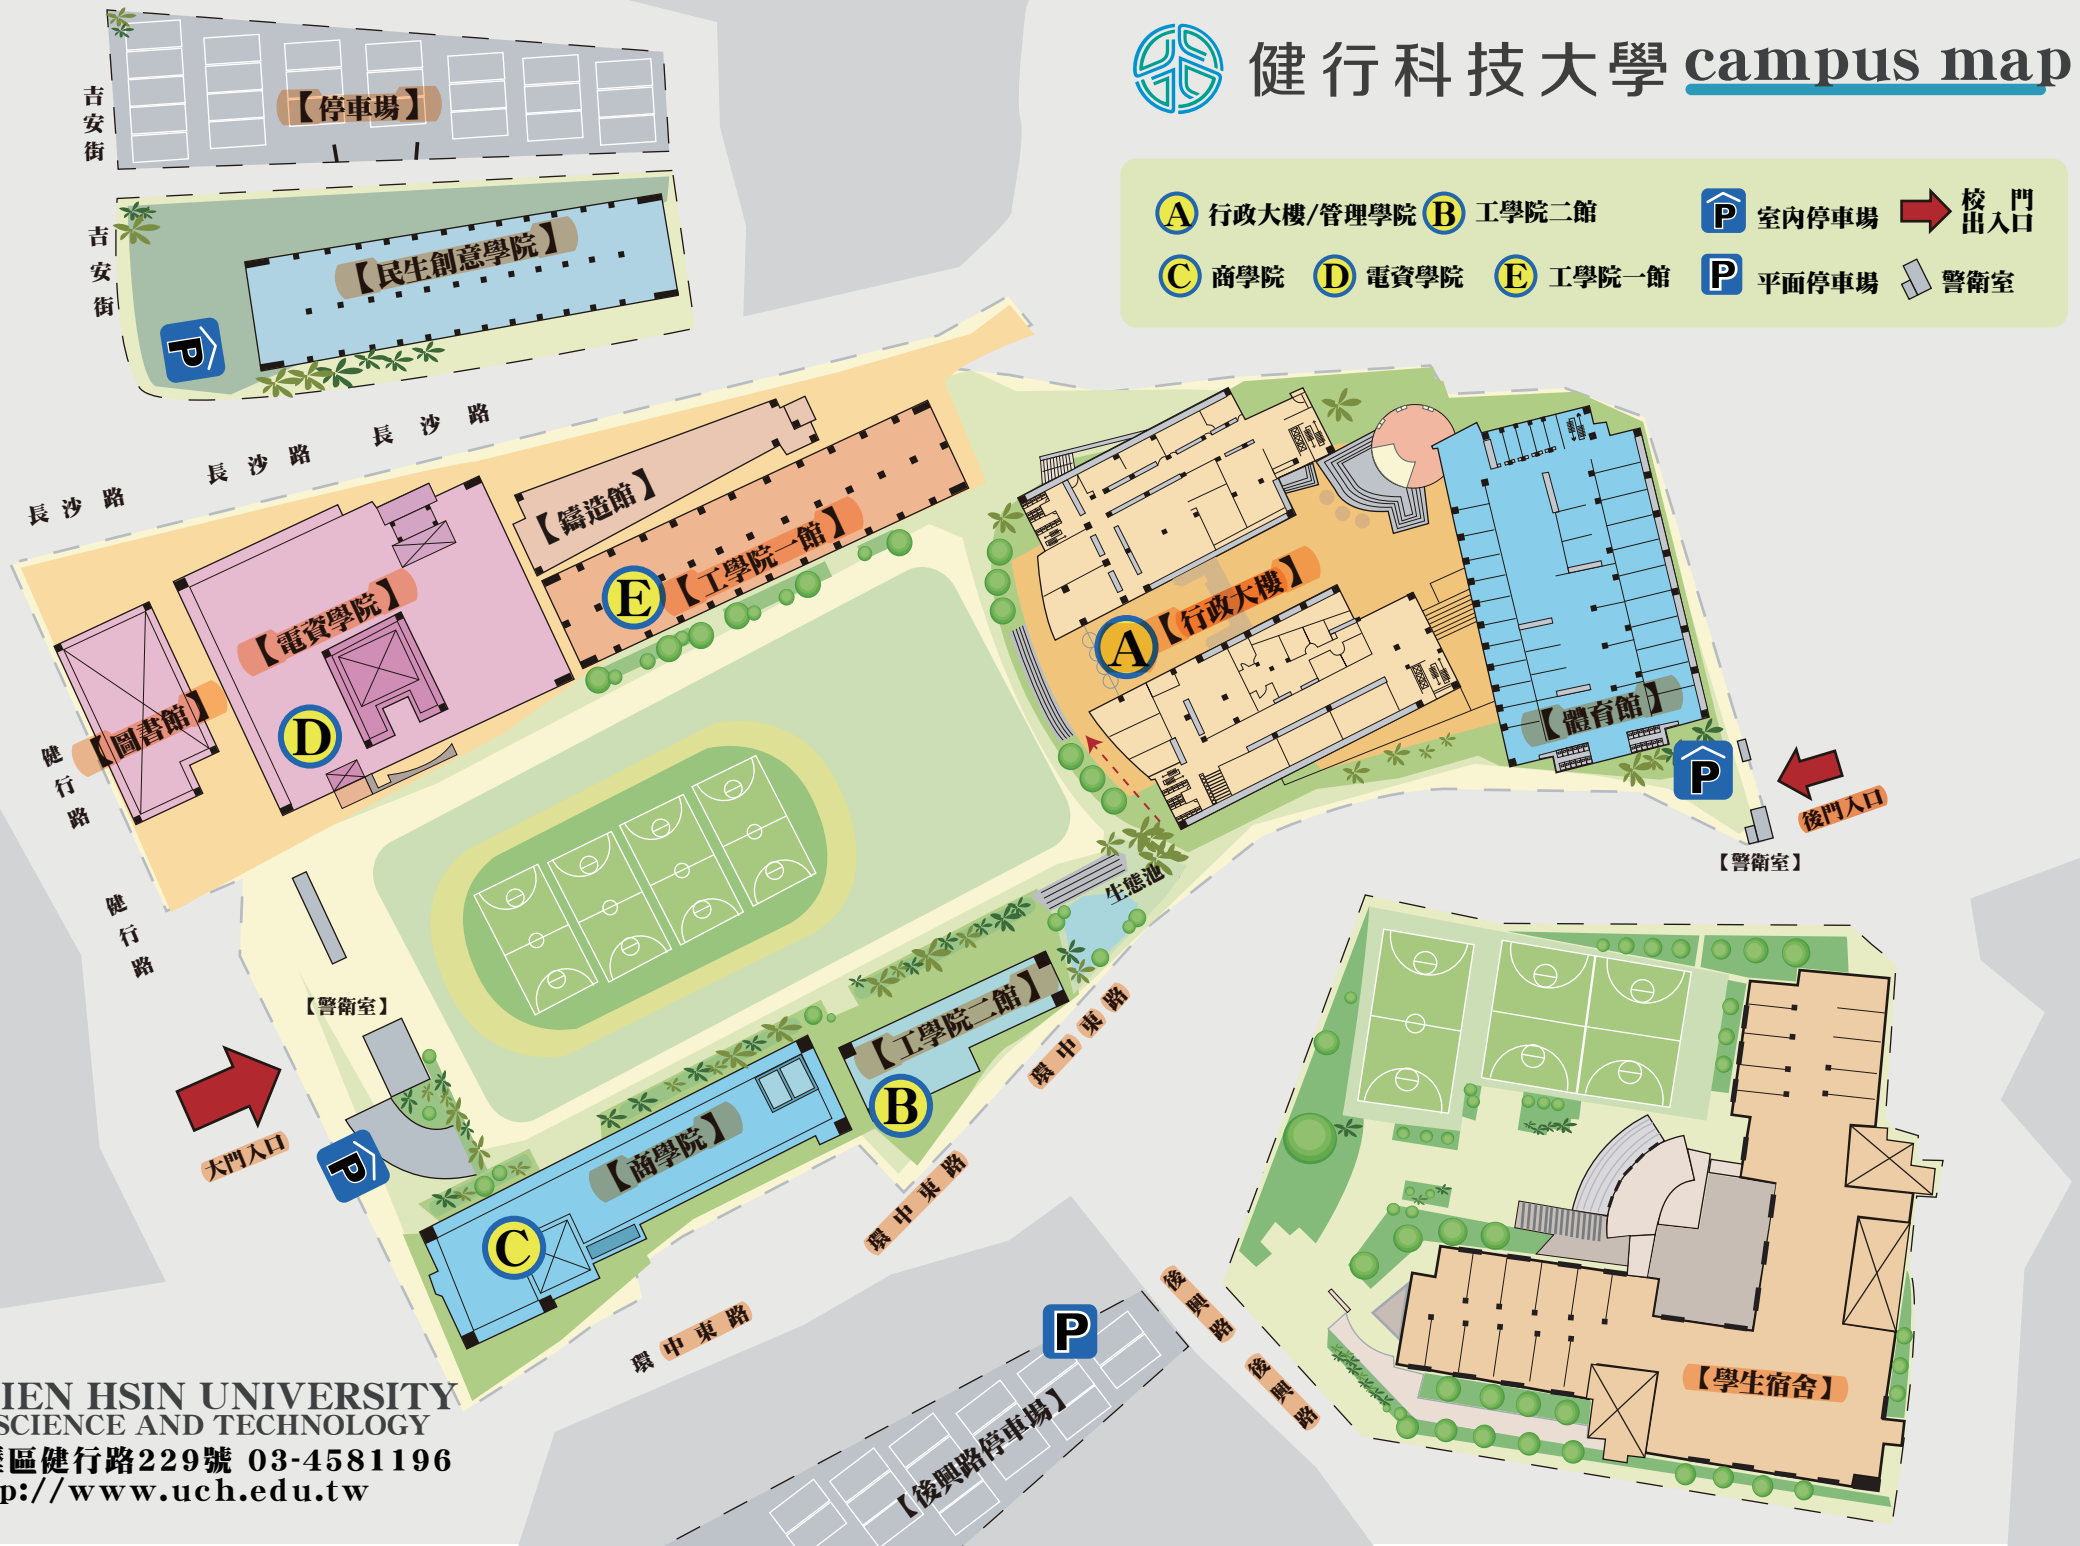 健行科技大學 campus map
A 行政大樓/管理學院
B 工學院二館
P 室內停車場
校門
出入口
C 商學院
D 電資學院
E 工學院一館
P 平面停車場
警衛室
【停車場】
吉安街
吉安街
【民生創意學院】
P
長沙路
長沙路
長沙路
【鑄造館】
【工學院一館】
E
【電資學院】
D
【圖書館】
健行路
健行路
【行政大樓】
A
【體育館】
P
後門入口
【警衛室】
生態池
【警衛室】
大門入口
P
【工學院二館】
B
【商學院】
C
環中東路
環中東路
環中東路
後興路
後興路
P
【後興路停車場】
【學生宿舍】
IEN HSIN UNIVERSITY
SCIENCE AND TECHNOLOGY
區健行路229號 03-4581196
p://www.uch.edu.tw